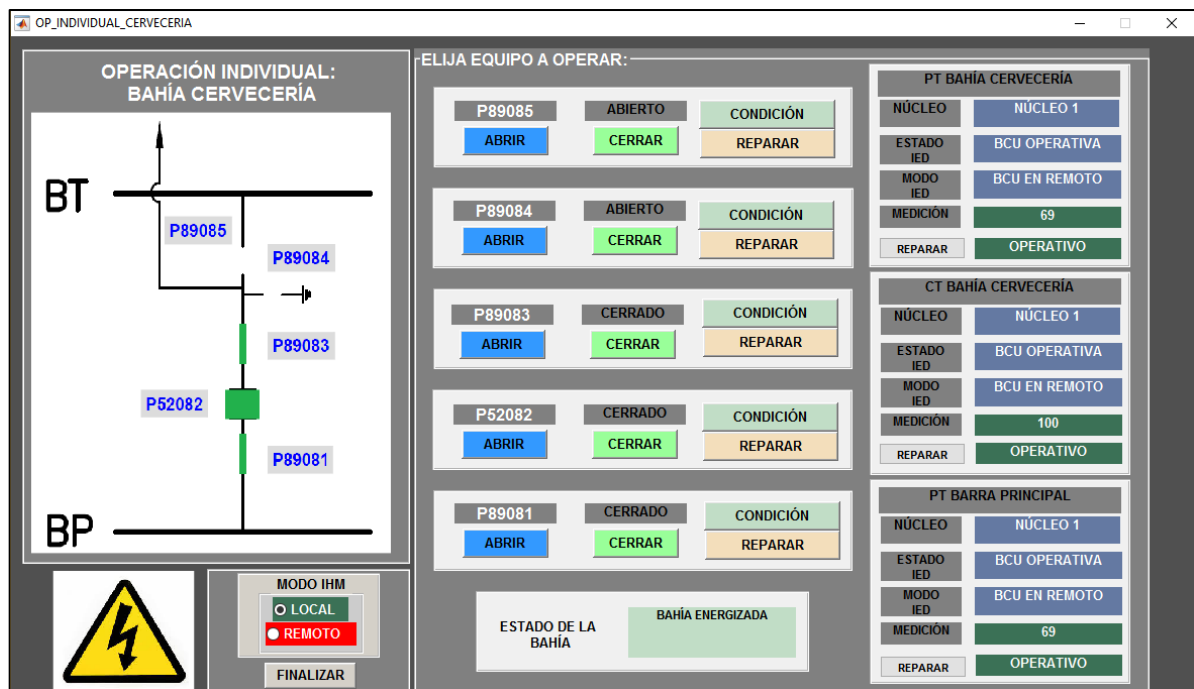 OP_INDIVIDUAL_CERVECERIA
OPERACIÓN INDIVIDUAL:
BAHÍA CERVECERÍA
BT
P89085
P89084
P89083
P52082
P89081
BP
MODO IHM
LOCAL
REMOTO
FINALIZAR
ELIJA EQUIPO A OPERAR:
P89085
ABIERTO
CONDICIÓN
ABRIR
CERRAR
REPARAR
P89084
ABIERTO
CONDICIÓN
ABRIR
CERRAR
REPARAR
P89083
CERRADO
CONDICIÓN
ABRIR
CERRAR
REPARAR
P52082
CERRADO
CONDICIÓN
ABRIR
CERRAR
REPARAR
P89081
CERRADO
CONDICIÓN
ABRIR
CERRAR
REPARAR
ESTADO DE LA
BAHÍA
BAHÍA ENERGIZADA
PT BAHÍA CERVECERÍA
NÚCLEO
NÚCLEO 1
ESTADO
IED
BCU OPERATIVA
MODO
IED
BCU EN REMOTO
MEDICIÓN
69
REPARAR
OPERATIVO
CT BAHÍA CERVECERÍA
NÚCLEO
NÚCLEO 1
ESTADO
IED
BCU OPERATIVA
MODO
IED
BCU EN REMOTO
MEDICIÓN
100
REPARAR
OPERATIVO
PT BARRA PRINCIPAL
NÚCLEO
NÚCLEO 1
ESTADO
IED
BCU OPERATIVA
MODO
IED
BCU EN REMOTO
MEDICIÓN
69
REPARAR
OPERATIVO